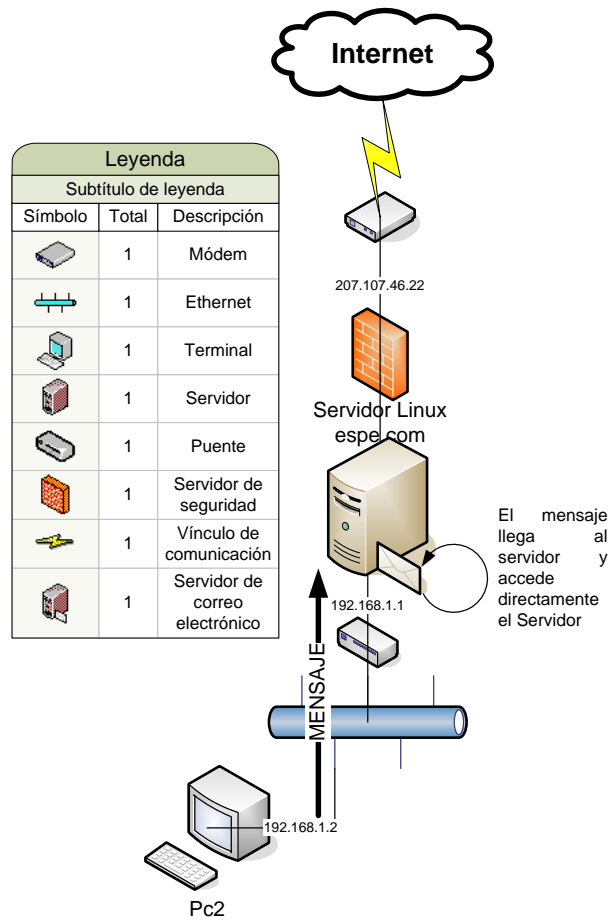 Internet
Leyenda
Subtítulo de leyenda
Símbolo Total Descripción
1 Módem
1 Ethernet
1 Terminal
1 Servidor
1 Puente
1 Servidor de
seguridad
1 Vínculo de
comunicación
1 Servidor de
correo
electrónico
207.107.46.22
Servidor Linux
espe.com
El mensaje
llega al
servidor y
accede
directamente
el Servidor
192.168.1.1
MENSAJE
192.168.1.2
Pc2